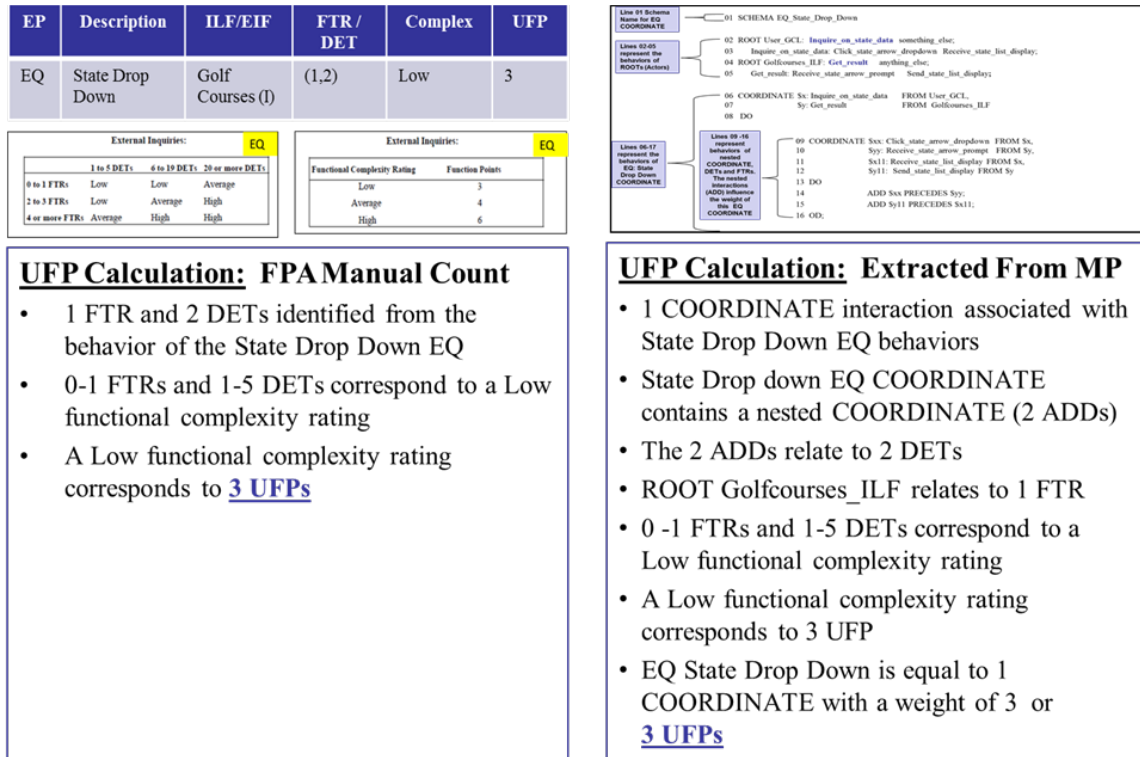 EP Description ILF/EIF FTR / DET Complex UFP
EQ State Drop Down Golf Courses (I) (1,2) Low 3
External Inquiries: EQ
1 to 5 DETs 6 to 19 DETs 20 or more DETs
0 to 1 FTRs Low Low Average
2 to 3 FTRs Low Average High
4 or more FTRs Average High High
External Inquiries: EQ
Functional Complexity Rating Function Points
Low 3
Average 4
High 6
UFP Calculation: FPA Manual Count
• 1 FTR and 2 DETs identified from the
behavior of the State Drop Down EQ
• 0-1 FTRs and 1-5 DETs correspond to a Low
functional complexity rating
• A Low functional complexity rating
corresponds to 3 UFPs
Line 01 Schema
Name for EQ
COORDINATE
01 SCHEMA EQ_State_Drop_Down
Lines 02-05
represent the
behaviors of
ROOTs (Actors)
02 ROOT User_GCL: Inquire_on_state_data something_else;
03 Inquire_on_state_data: Click_state_arrow_dropdown Receive_state_list_display;
04 ROOT Golfcourses_ILF: Get_result anything_else;
05 Get_result: Receive_state_arrow_prompt Send_state_list_display;
Lines 06-17
represent the
behaviors of
EQ: State
Drop Down
COORDINATE
06 COORDINATE $x: Inquire_on_state_data FROM User_GCL,
07 $y: Get_result FROM Golfcourses_ILF
08 DO
Lines 09 -16
represent
behaviors of
nested
COORDINATE,
DETs and FTRs.
The nested
interactions
(ADD) influence
the weight of
this EQ
COORDINATE
09 COORDINATE $xx: Click_state_arrow_dropdown FROM $x,
10 $yy: Receive_state_arrow_prompt FROM $y,
11 $x11: Receive_state_list_display FROM $x,
12 $y11: Send_state_list_display FROM $y
13 DO
14 ADD $xx PRECEDES $yy;
15 ADD $y11 PRECEDES $x11;
16 OD;
UFP Calculation: Extracted From MP
• 1 COORDINATE interaction associated with
State Drop Down EQ behaviors
• State Drop down EQ COORDINATE
contains a nested COORDINATE (2 ADDs)
• The 2 ADDs relate to 2 DETs
• ROOT Golfcourses_ILF relates to 1 FTR
• 0 -1 FTRs and 1-5 DETs correspond to a
Low functional complexity rating
• A Low functional complexity rating
corresponds to 3 UFP
• EQ State Drop Down is equal to 1
COORDINATE with a weight of 3 or
3 UFPs